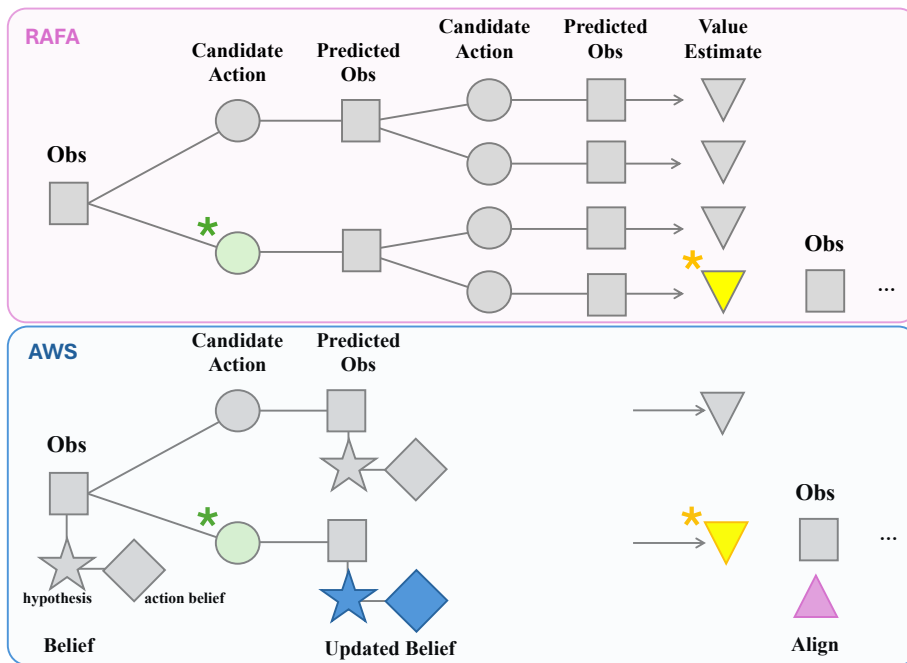 RAFA
Candidate
Action
Predicted
Obs
Candidate
Action
Predicted
Obs
Value
Estimate
Obs
*
*
Obs
...
AWS
Candidate
Action
Predicted
Obs
Obs
*
*
Obs
...
hypothesis
action belief
Belief
Updated Belief
Align